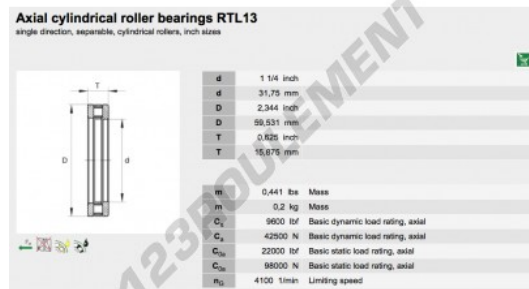 Axial cylindrical roller bearings RTL13
single direction, separable, cylindrical rollers, inch sizes
T
D
d
d 1 1/4 inch
d 31,75 mm
D 2,344 inch
D 59,531 mm
T 0,625 inch
T 15,875 mm
m 0,441 lbs Mass
m 0,2 kg Mass
Ca 9600 lbf Basic dynamic load rating, axial
Ca 42500 N Basic dynamic load rating, axial
C0a 22000 lbf Basic static load rating, axial
C0a 98000 N Basic static load rating, axial
nG 4100 1/min Limiting speed
123ROULEMENT